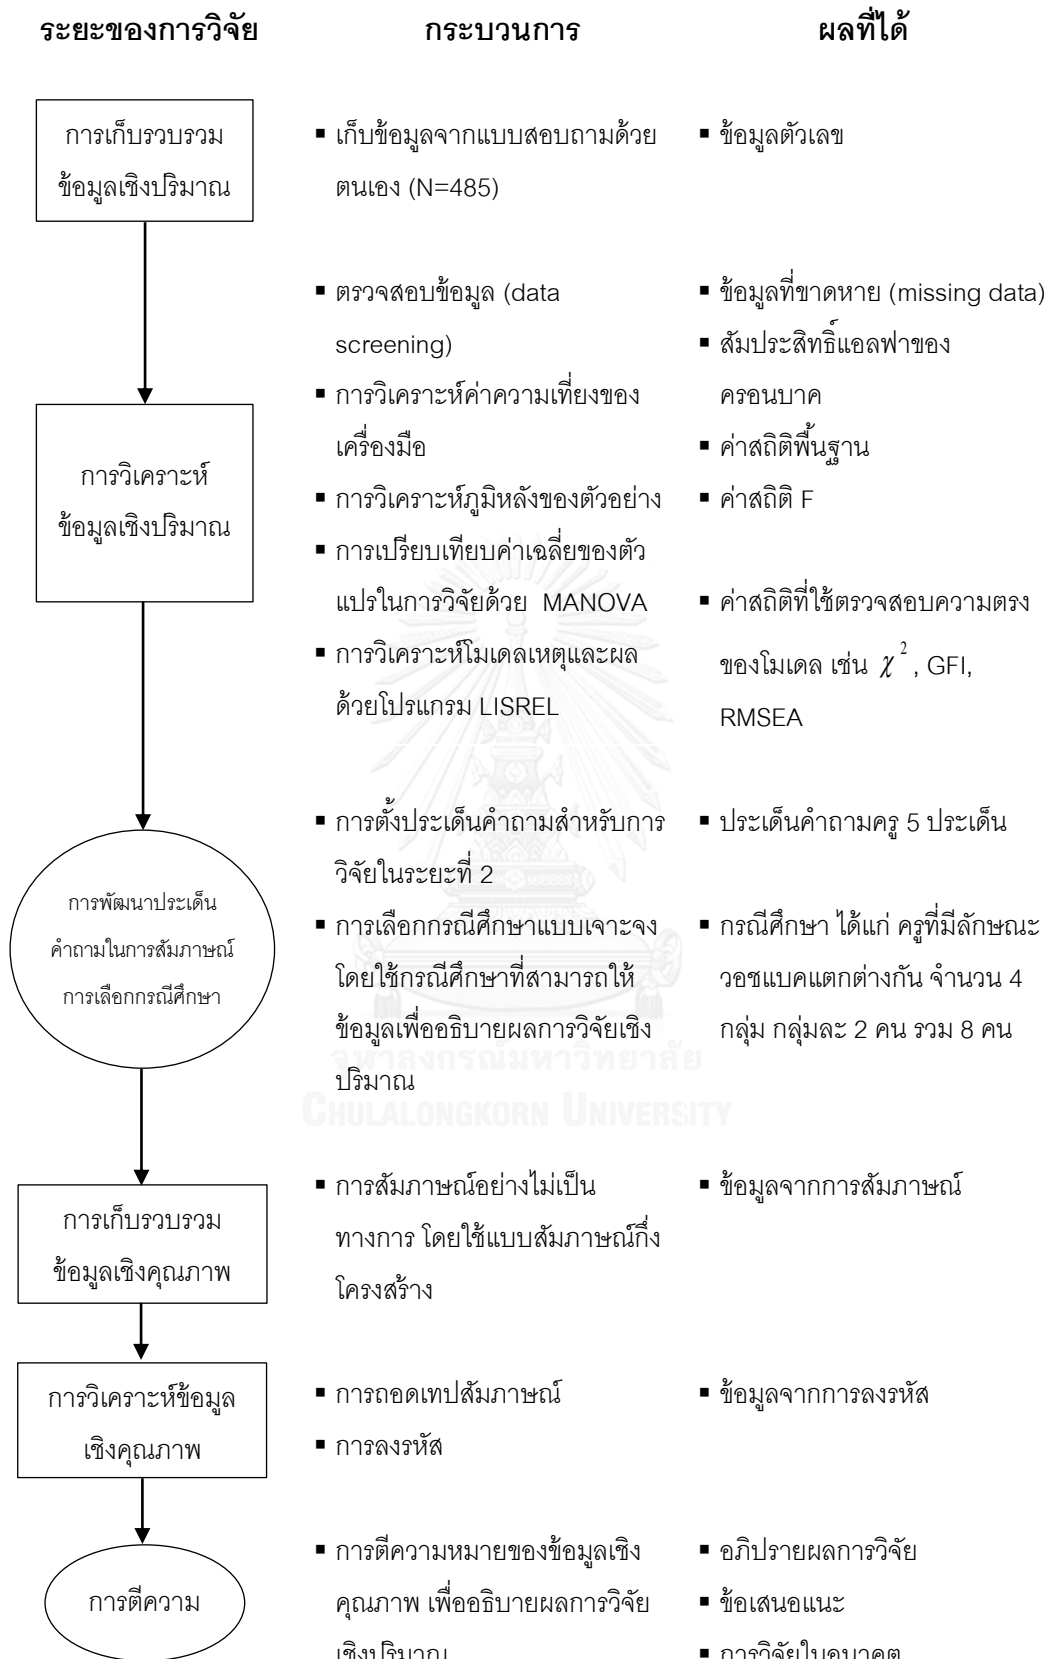 ระยะของการวิจัย
กระบวนการ
ผลที่ได้
การเก็บรวบรวม
ข้อมูลเชิงปริมาณ
▪ เก็บข้อมูลจากแบบสอบถามด้วย
ตนเอง (N=485)
▪ ข้อมูลตัวเลข
การวิเคราะห์
ข้อมูลเชิงปริมาณ
▪ ตรวจสอบข้อมูล (data
screening)
▪ การวิเคราะห์ค่าความเที่ยงของ
เครื่องมือ
▪ การวิเคราะห์ภูมิหลังของตัวอย่าง
▪ การเปรียบเทียบค่าเฉลี่ยของตัว
แปรในการวิจัยด้วย MANOVA
▪ การวิเคราะห์โมเดลเหตุและผล
ด้วยโปรแกรม LISREL
▪ ข้อมูลที่ขาดหาย (missing data)
▪ สัมประสิทธิ์แอลฟาของ
ครอนบาค
▪ ค่าสถิติพื้นฐาน
▪ ค่าสถิติ F
▪ ค่าสถิติที่ใช้ตรวจสอบความตรง
ของโมเดล เช่น χ², GFI,
RMSEA
การพัฒนาประเด็น
คำถามในการสัมภาษณ์
การเลือกกรณีศึกษา
▪ การตั้งประเด็นคำถามสำหรับการ
วิจัยในระยะที่ 2
▪ การเลือกกรณีศึกษาแบบเจาะจง
โดยใช้กรณีศึกษาที่สามารถให้
ข้อมูลเพื่ออธิบายผลการวิจัยเชิง
ปริมาณ
▪ ประเด็นคำถามครู 5 ประเด็น
▪ กรณีศึกษา ได้แก่ ครูที่มีลักษณะ
วอชแบคแตกต่างกัน จำนวน 4
กลุ่ม กลุ่มละ 2 คน รวม 8 คน
จุฬาลงกรณ์มหาวิทยาลัย
CHULALONGKORN UNIVERSITY
การเก็บรวบรวม
ข้อมูลเชิงคุณภาพ
▪ การสัมภาษณ์อย่างไม่เป็น
ทางการ โดยใช้แบบสัมภาษณ์กึ่ง
โครงสร้าง
▪ ข้อมูลจากการสัมภาษณ์
การวิเคราะห์ข้อมูล
เชิงคุณภาพ
▪ การถอดเทปสัมภาษณ์
▪ การลงรหัส
▪ ข้อมูลจากการลงรหัส
การตีความ
▪ การตีความหมายของข้อมูลเชิง
คุณภาพ เพื่ออธิบายผลการวิจัย
เชิงปริมาณ
▪ อภิปรายผลการวิจัย
▪ ข้อเสนอแนะ
▪ การวิจัยในอนาคต